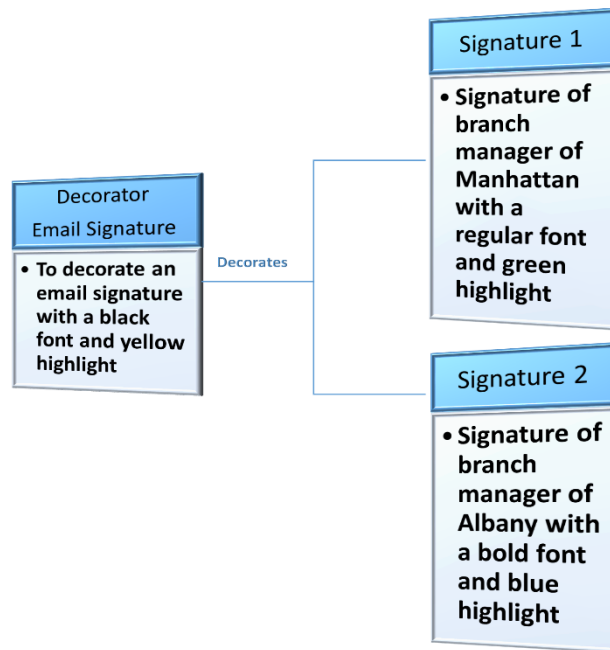 Decorator
Email Signature
• To decorate an
email signature
with a black
font and yellow
highlight
Decorates
Signature 1
• Signature of
branch
manager of
Manhattan
with a
regular font
and green
highlight
Signature 2
• Signature of
branch
manager of
Albany with
a bold font
and blue
highlight